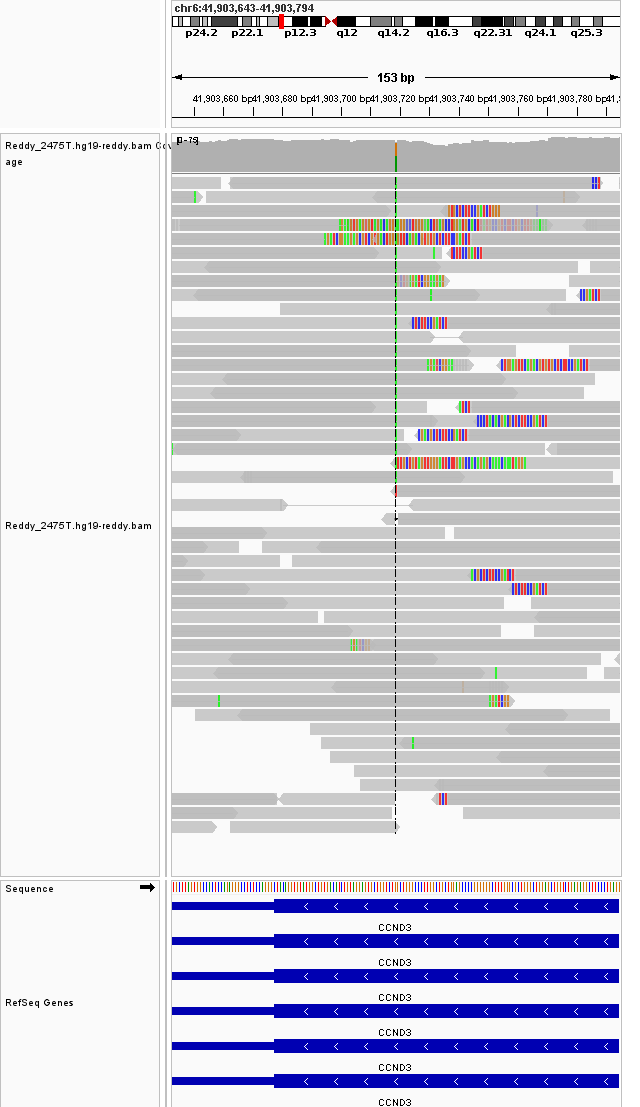 chr6:41,903,643-41,903,794
p24.2 p22.1 p12.3 q12 q14.2 q16.3 q22.31 q24.1 q25.3
153 bp
41,903,660 bp 41,903,680 bp 41,903,700 bp 41,903,720 bp 41,903,740 bp 41,903,760 bp 41,903,780 bp 41,9
Reddy_2475T.hg19-reddy.bam Cov
age
Reddy_2475T.hg19-reddy.bam
Sequence
CCND3
CCND3
CCND3
RefSeq Genes
CCND3
CCND3
CCND3